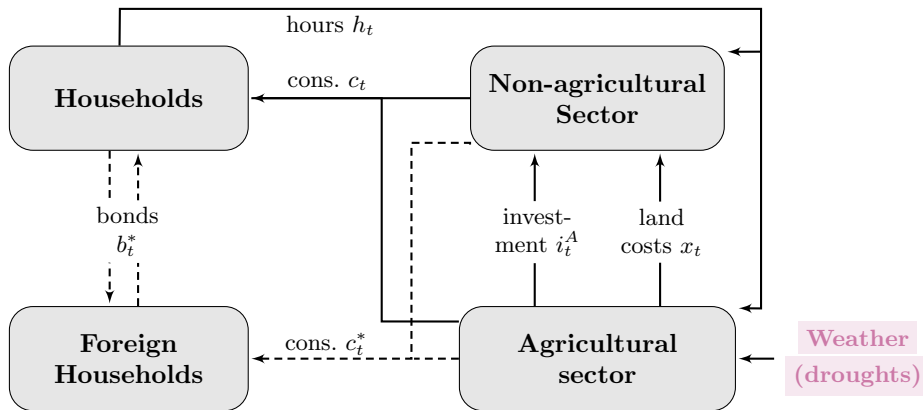 hours $h_t$
Households
cons. $c_t$
Non-agricultural
Sector
bonds
$b_t^*$
invest-
ment $i_t^A$
land
costs $x_t$
Foreign
Households
cons. $c_t^*$
Agricultural
sector
Weather
(droughts)